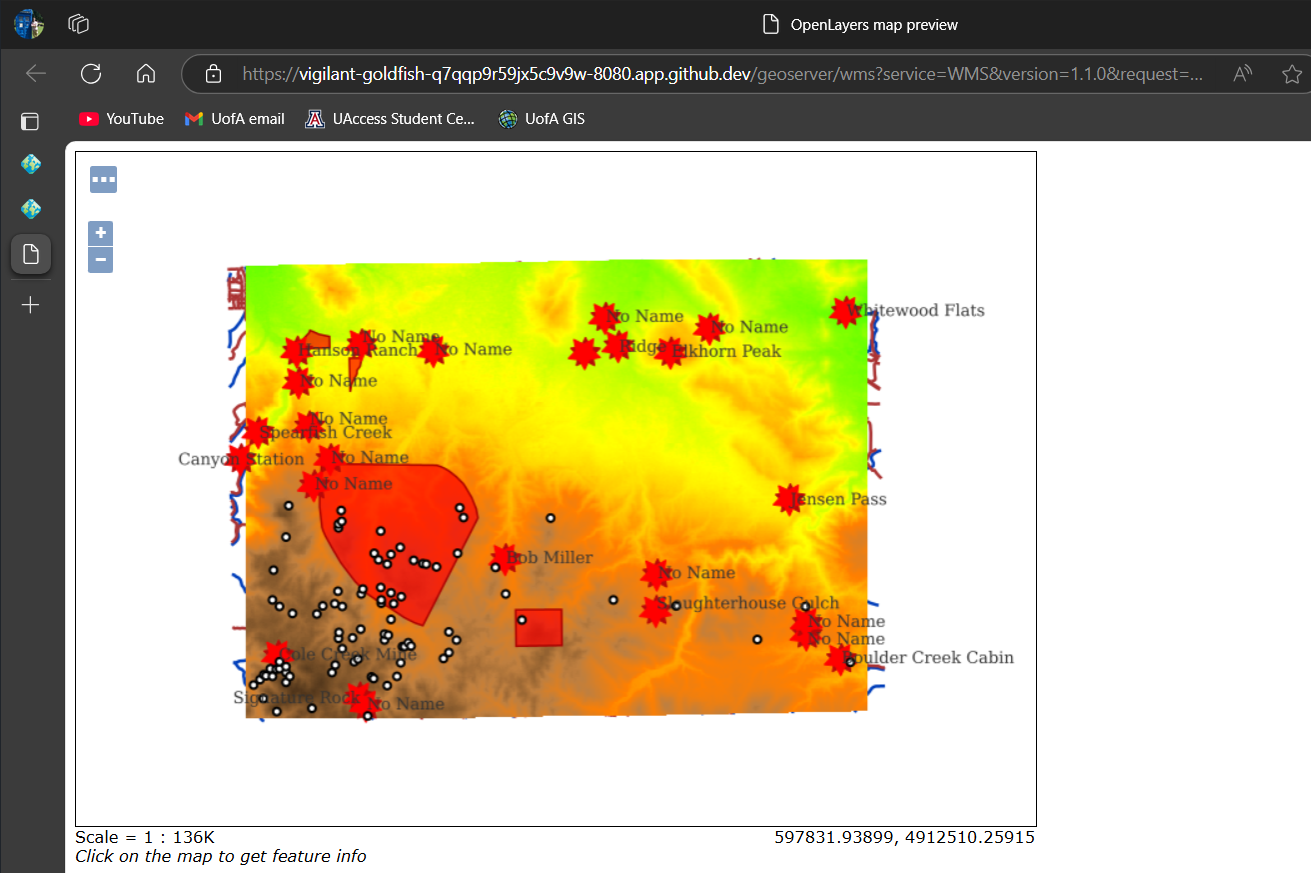 OpenLayers map preview
https://vigilant-goldfish-q7qqp9r59jx5c9v9w-8080.app.github.dev/geoserver/wms?service=WMS&version=1.1.0&request=...
YouTube
UofA email
UAccess Student Ce...
UofA GIS
+
−
Whitewood Flats
No Name
No Name
No Name
Ridge
Hanson Ranch
No Name
Elkhorn Peak
No Name
No Name
Spearfish Creek
Canyon Station
No Name
No Name
Jensen Pass
Bob Miller
No Name
Slaughterhouse Gulch
No Name
No Name
Cole Creek Mine
Boulder Creek Cabin
Signature Rock
No Name
Scale = 1 : 136K
597831.93899, 4912510.25915
Click on the map to get feature info